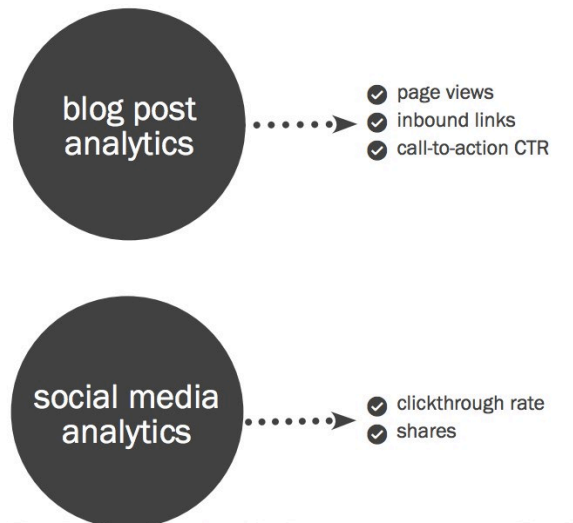 blog post
analytics
page views
inbound links
call-to-action CTR
social media
analytics
clickthrough rate
shares